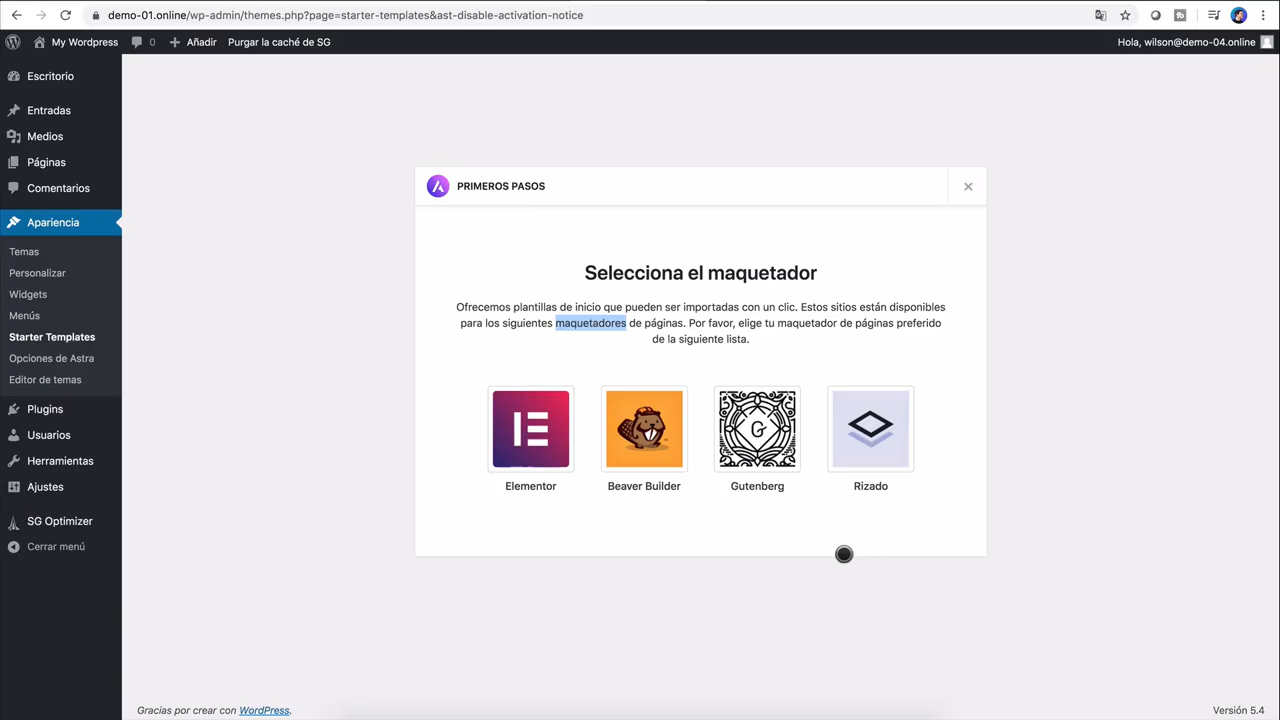 demo-01.online/wp-admin/themes.php?page=starter-templates&ast-disable-activation-notice
My Wordpress
0
Añadir
Purgar la caché de SG
Hola, wilson@demo-04.online
Escritorio
Entradas
Medios
Páginas
Comentarios
Apariencia
Temas
Personalizar
Widgets
Menús
Starter Templates
Opciones de Astra
Editor de temas
Plugins
Usuarios
Herramientas
Ajustes
SG Optimizer
Cerrar menú
PRIMEROS PASOS
Selecciona el maquetador
Ofrecemos plantillas de inicio que pueden ser importadas con un clic. Estos sitios están disponibles
para los siguientes maquetadores de páginas. Por favor, elige tu maquetador de páginas preferido
de la siguiente lista.
G
Elementor
Beaver Builder
Gutenberg
Rizado
Gracias por crear con WordPress.
Versión 5.4